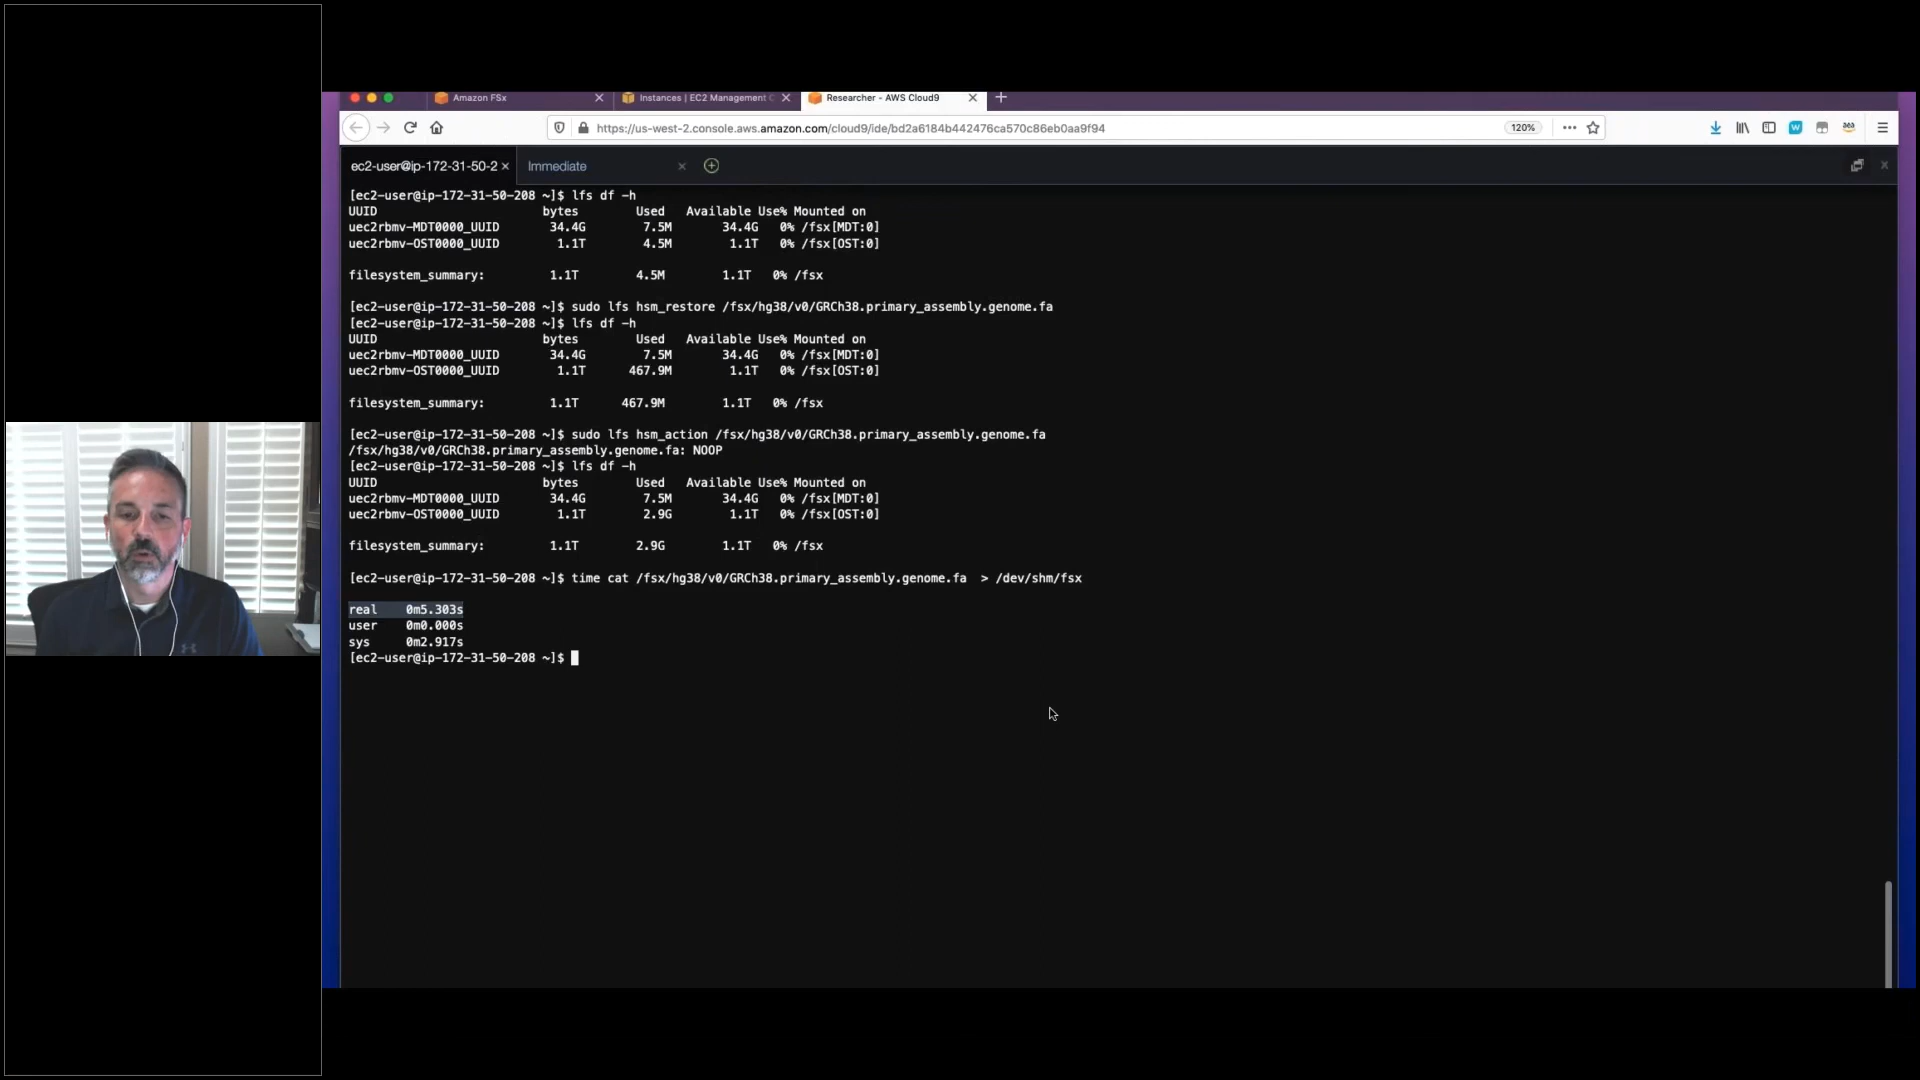 Amazon FSx
Instances | EC2 Management C
Researcher - AWS Cloud9
https://us-west-2.console.aws.amazon.com/cloud9/ide/bd2a6184b442476ca570c86eb0aa9f94
120%
ec2-user@ip-172-31-50-2
Immediate
[ec2-user@ip-172-31-50-208 ~]$ lfs df -h
UUID bytes Used Available Use% Mounted on
uec2rbmv-MDT0000_UUID 34.4G 7.5M 34.4G 0% /fsx[MDT:0]
uec2rbmv-OST0000_UUID 1.1T 4.5M 1.1T 0% /fsx[OST:0]
filesystem_summary: 1.1T 4.5M 1.1T 0% /fsx
[ec2-user@ip-172-31-50-208 ~]$ sudo lfs hsm_restore /fsx/hg38/v0/GRCh38.primary_assembly.genome.fa
[ec2-user@ip-172-31-50-208 ~]$ lfs df -h
UUID bytes Used Available Use% Mounted on
uec2rbmv-MDT0000_UUID 34.4G 7.5M 34.4G 0% /fsx[MDT:0]
uec2rbmv-OST0000_UUID 1.1T 467.9M 1.1T 0% /fsx[OST:0]
filesystem_summary: 1.1T 467.9M 1.1T 0% /fsx
[ec2-user@ip-172-31-50-208 ~]$ sudo lfs hsm_action /fsx/hg38/v0/GRCh38.primary_assembly.genome.fa
/fsx/hg38/v0/GRCh38.primary_assembly.genome.fa: NOOP
[ec2-user@ip-172-31-50-208 ~]$ lfs df -h
UUID bytes Used Available Use% Mounted on
uec2rbmv-MDT0000_UUID 34.4G 7.5M 34.4G 0% /fsx[MDT:0]
uec2rbmv-OST0000_UUID 1.1T 2.9G 1.1T 0% /fsx[OST:0]
filesystem_summary: 1.1T 2.9G 1.1T 0% /fsx
[ec2-user@ip-172-31-50-208 ~]$ time cat /fsx/hg38/v0/GRCh38.primary_assembly.genome.fa > /dev/shm/fsx
real 0m5.303s
user 0m0.000s
sys 0m2.917s
[ec2-user@ip-172-31-50-208 ~]$